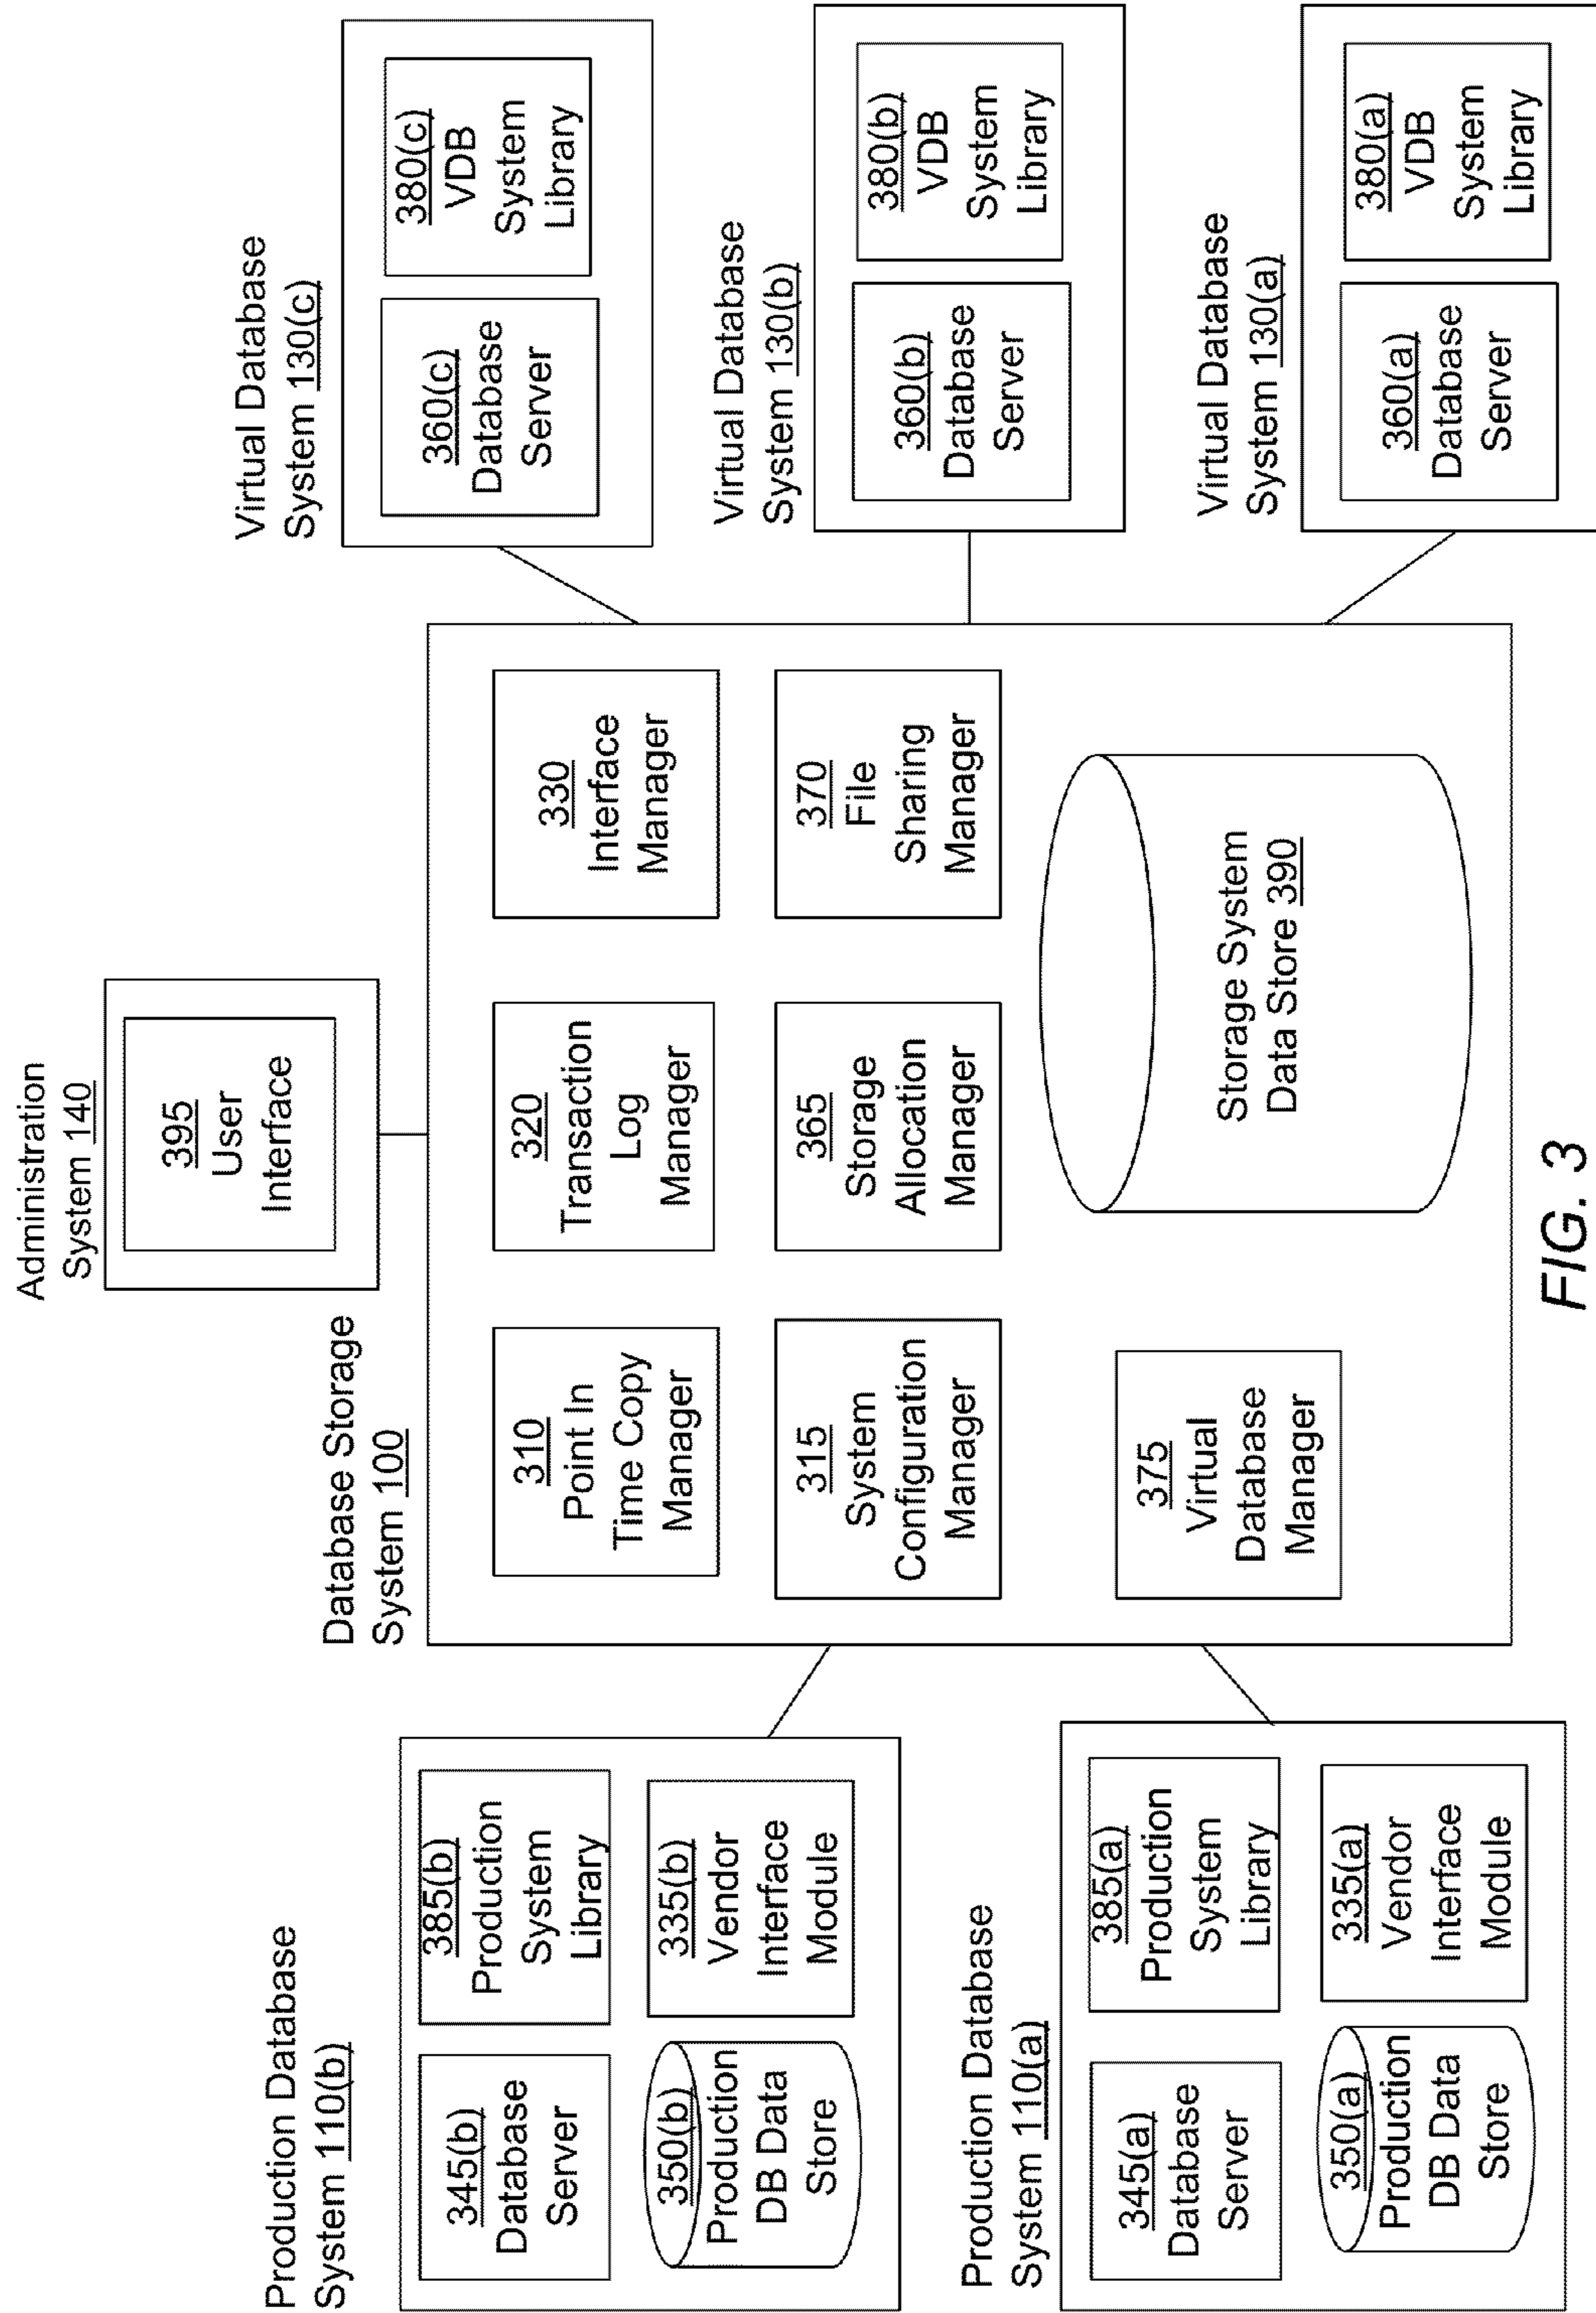 Administration
System 140
395
User
Interface
Database Storage
System 100
310
Point In
Time Copy
Manager
320
Transaction
Log
Manager
330
Interface
Manager
315
System
Configuration
Manager
365
Storage
Allocation
Manager
370
File
Sharing
Manager
375
Virtual
Database
Manager
Storage System
Data Store 390
Production Database
System 110(b)
345(b)
Database
Server
385(b)
Production
System
Library
350(b)
Production
DB Data
Store
335(b)
Vendor
Interface
Module
Production Database
System 110(a)
345(a)
Database
Server
385(a)
Production
System
Library
350(a)
Production
DB Data
Store
335(a)
Vendor
Interface
Module
Virtual Database
System 130(c)
360(c)
Database
Server
380(c)
VDB
System
Library
Virtual Database
System 130(b)
360(b)
Database
Server
380(b)
VDB
System
Library
Virtual Database
System 130(a)
360(a)
Database
Server
380(a)
VDB
System
Library
FIG. 3